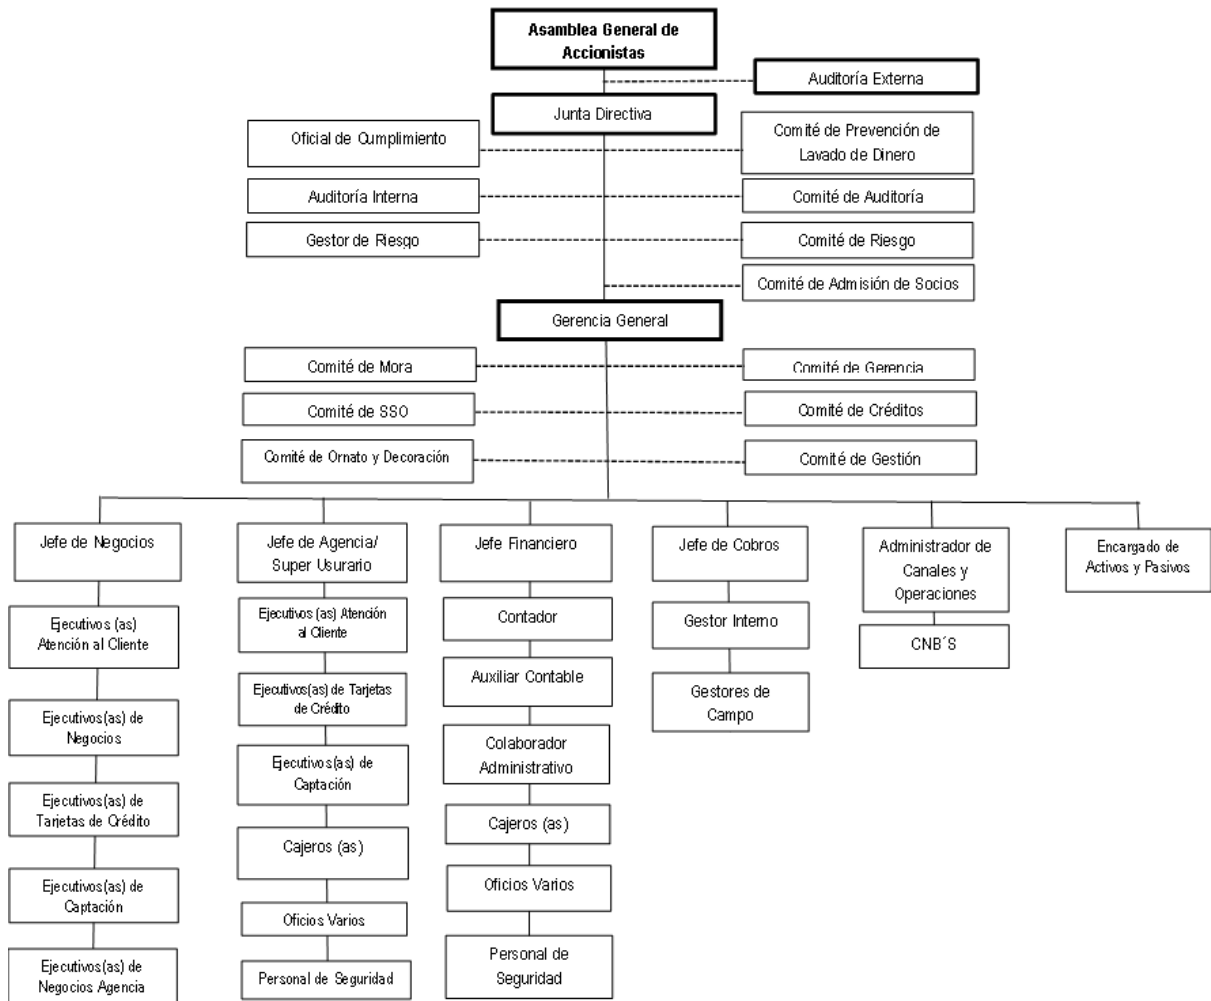 Asamblea General de
Accionistas
Auditoría Externa
Junta Directiva
Oficial de Cumplimiento
Comité de Prevención de
Lavado de Dinero
Auditoría Interna
Comité de Auditoría
Gestor de Riesgo
Comité de Riesgo
Comité de Admisión de Socios
Gerencia General
Comité de Mora
Comité de Gerencia
Comité de SSO
Comité de Créditos
Comité de Ornato y Decoración
Comité de Gestión
Jefe de Negocios
Ejecutivos (as)
Atención al Cliente
Ejecutivos(as) de
Negocios
Ejecutivos(as) de
Tarjetas de Crédito
Ejecutivos(as) de
Captación
Ejecutivos(as) de
Negocios Agencia
Jefe de Agencia/
Super Usurario
Ejecutivos (as) Atención
al Cliente
Ejecutivos(as) de Tarjetas
de Crédito
Ejecutivos(as) de
Captación
Cajeros (as)
Oficios Varios
Personal de Seguridad
Jefe Financiero
Contador
Auxiliar Contable
Colaborador
Administrativo
Cajeros (as)
Oficios Varios
Personal de
Seguridad
Jefe de Cobros
Gestor Interno
Gestores de
Campo
Administrador de
Canales y
Operaciones
CNB´S
Encargado de
Activos y Pasivos